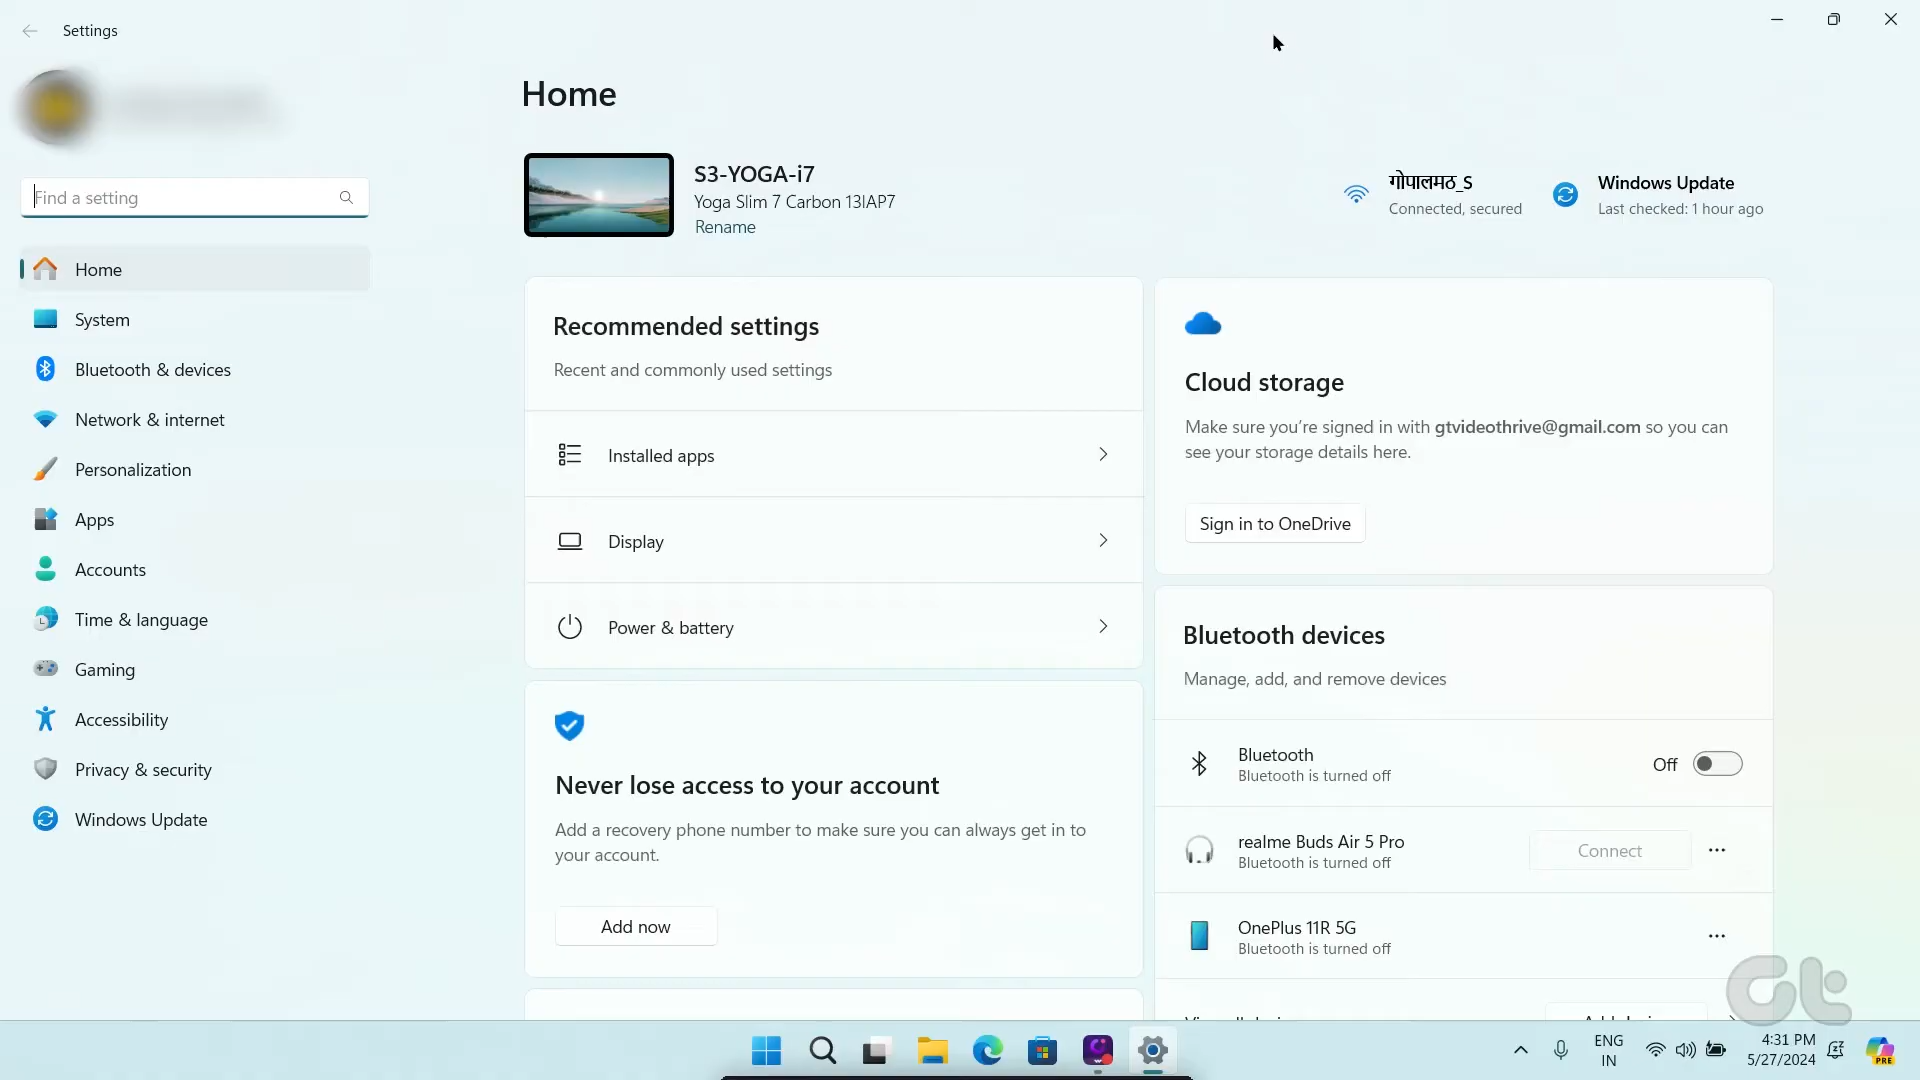 Settings
Find a setting
Home
System
Bluetooth & devices
Network & internet
Personalization
Apps
Accounts
Time & language
Gaming
Accessibility
Privacy & security
Windows Update
Home
S3-YOGA-i7
Yoga Slim 7 Carbon 13IAP7
Rename
गोपालमठ_S
Connected, secured
Windows Update
Last checked: 1 hour ago
Recommended settings
Recent and commonly used settings
Installed apps
Display
Power & battery
Never lose access to your account
Add a recovery phone number to make sure you can always get in to
your account.
Add now
Cloud storage
Make sure you're signed in with gtvideothrive@gmail.com so you can
see your storage details here.
Sign in to OneDrive
Bluetooth devices
Manage, add, and remove devices
Bluetooth
Bluetooth is turned off
Off
realme Buds Air 5 Pro
Bluetooth is turned off
Connect
OnePlus 11R 5G
Bluetooth is turned off
Gt
ENG
IN
4:31 PM
5/27/2024
PRE